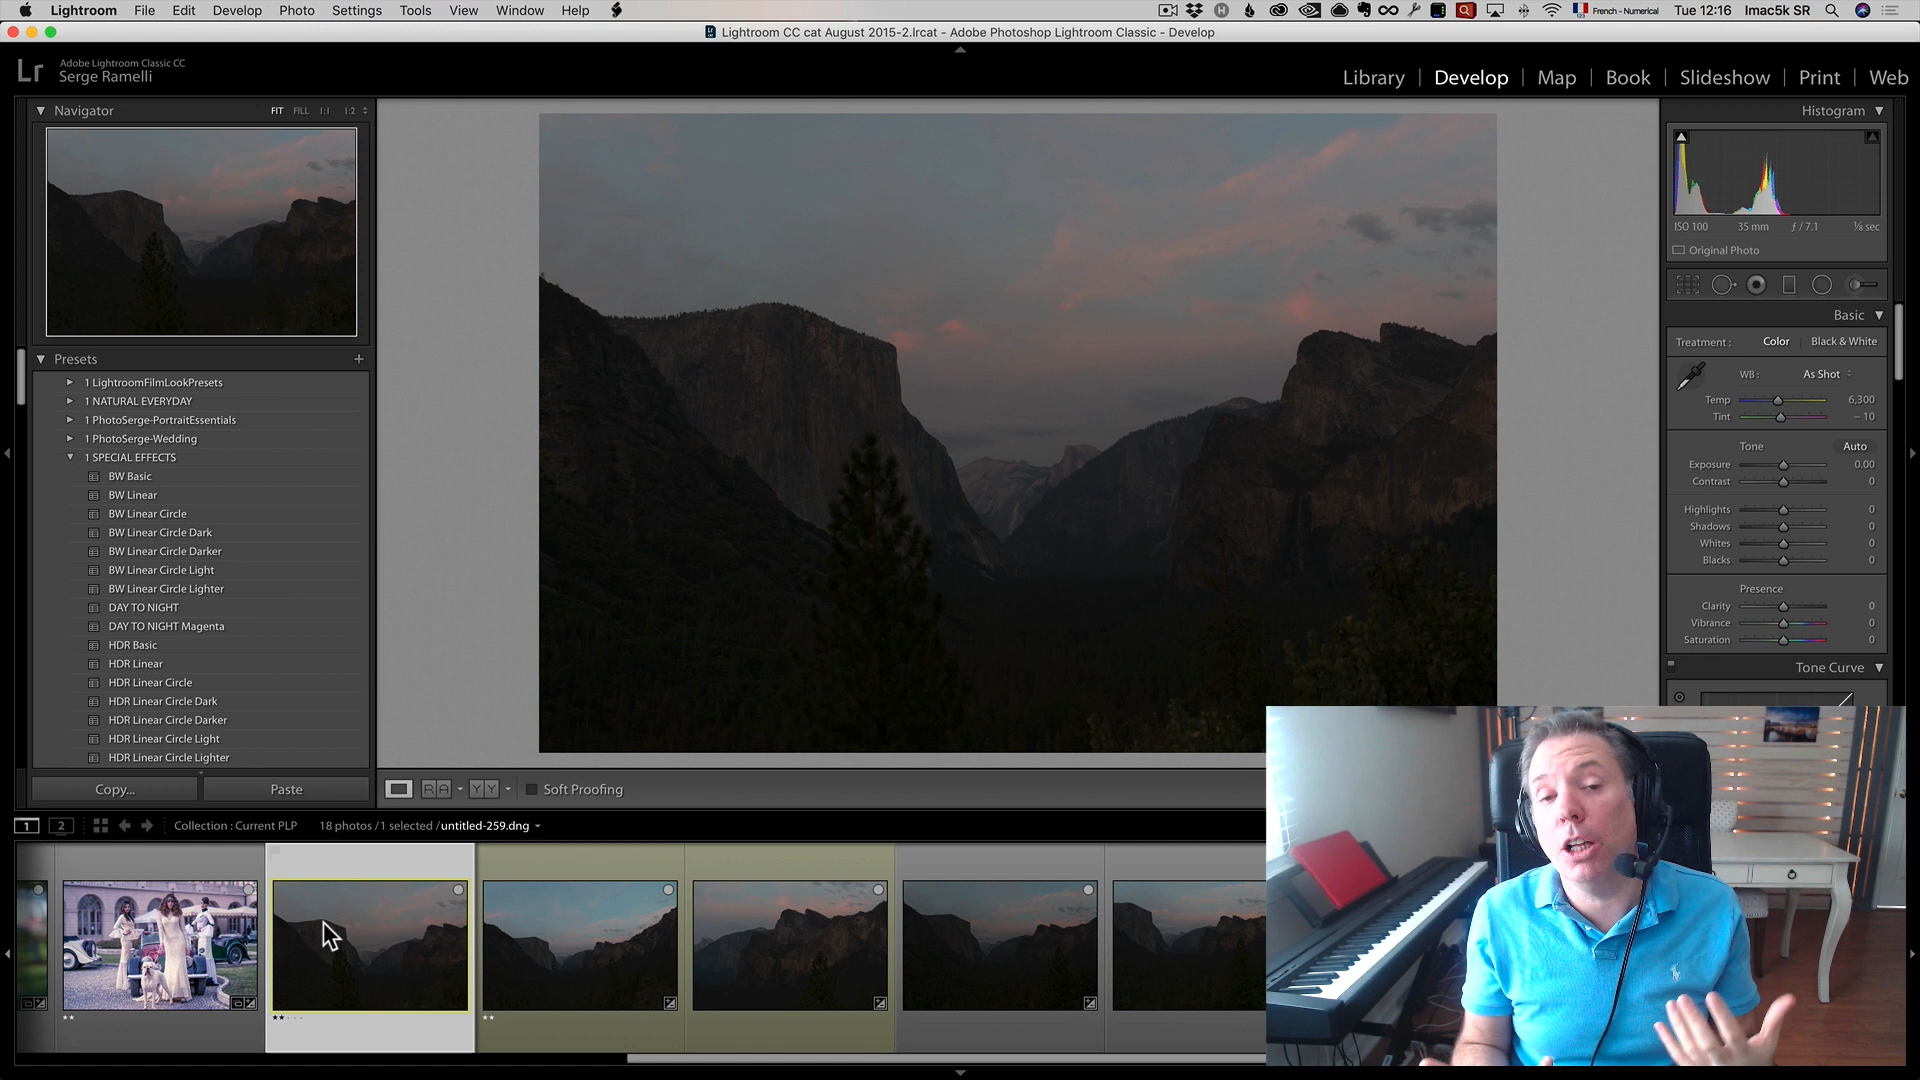 Lightroom File Edit Develop Photo Settings Tools View Window Help French - Numerical Tue 12:16 Imac5k SR
Lightroom CC cat August 2015-2.lrcat - Adobe Photoshop Lightroom Classic - Develop
Lr Adobe Lightroom Classic CC
Serge Ramelli
Library | Develop | Map | Book | Slideshow | Print | Web
Navigator FIT FILL 1:1 1:2
Histogram
ISO 100 35 mm ƒ / 7.1 ⅛ sec
Original Photo
Basic
Treatment : Color Black & White
WB : As Shot
Temp 6,300
Tint – 10
Tone Auto
Exposure 0.00
Contrast 0
Highlights 0
Shadows 0
Whites 0
Blacks 0
Presence
Clarity 0
Vibrance 0
Saturation 0
Tone Curve
Presets +
1 LightroomFilmLookPresets
1 NATURAL EVERYDAY
1 PhotoSerge-PortraitEssentials
1 PhotoSerge-Wedding
1 SPECIAL EFFECTS
BW Basic
BW Linear
BW Linear Circle
BW Linear Circle Dark
BW Linear Circle Darker
BW Linear Circle Light
BW Linear Circle Lighter
DAY TO NIGHT
DAY TO NIGHT Magenta
HDR Basic
HDR Linear
HDR Linear Circle
HDR Linear Circle Dark
HDR Linear Circle Darker
HDR Linear Circle Light
HDR Linear Circle Lighter
Copy... Paste
R A Y Y Soft Proofing
1 2 Collection : Current PLP 18 photos / 1 selected / untitled-259.dng